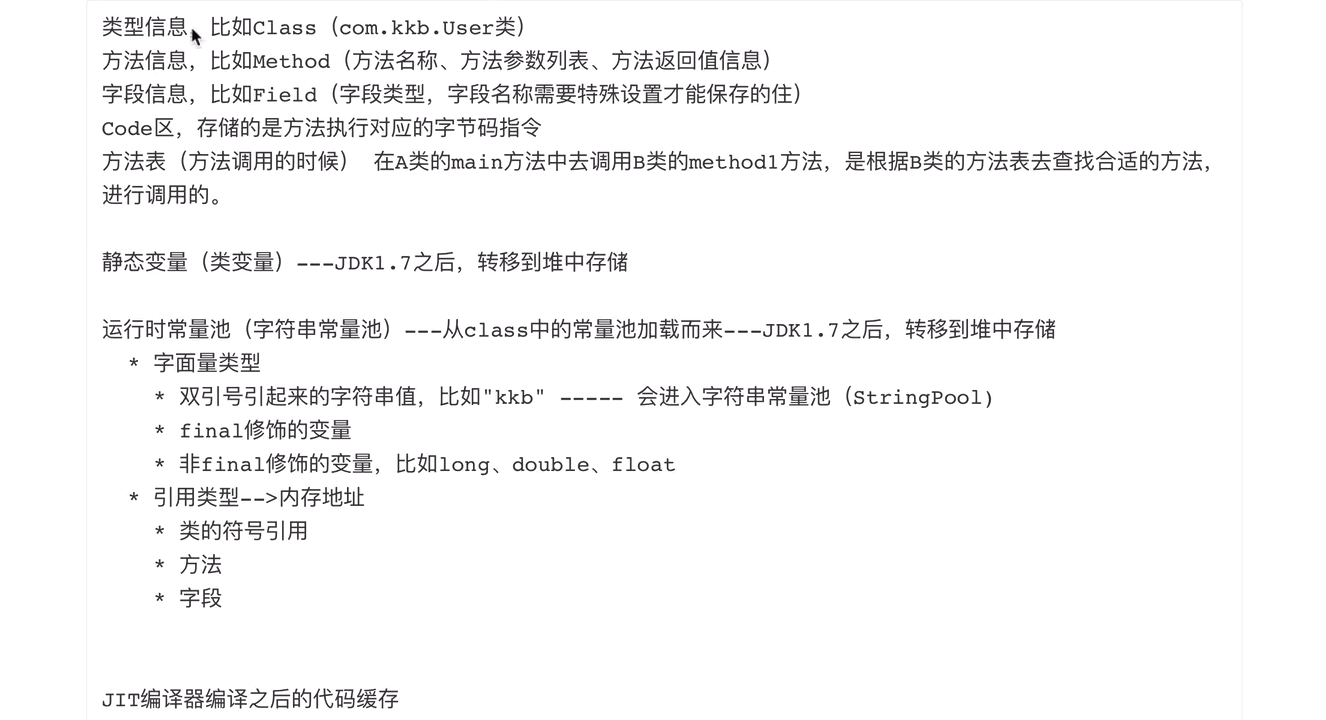 类型信息，比如Class（com.kkb.User类）
方法信息，比如Method（方法名称、方法参数列表、方法返回值信息）
字段信息，比如Field（字段类型，字段名称需要特殊设置才能保存的住）
Code区，存储的是方法执行对应的字节码指令
方法表（方法调用的时候） 在A类的main方法中去调用B类的method1方法，是根据B类的方法表去查找合适的方法，
进行调用的。
静态变量（类变量）---JDK1.7之后，转移到堆中存储
运行时常量池（字符串常量池）---从class中的常量池加载而来---JDK1.7之后，转移到堆中存储
* 字面量类型
* 双引号引起来的字符串值，比如"kkb" ----- 会进入字符串常量池（StringPool)
* final修饰的变量
* 非final修饰的变量，比如long、double、float
* 引用类型-->内存地址
* 类的符号引用
* 方法
* 字段
JIT编译器编译之后的代码缓存